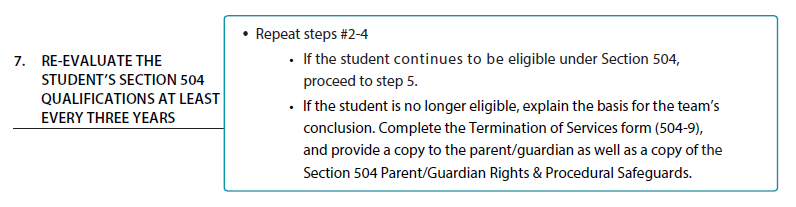 7. RE-EVALUATE THE
STUDENT'S SECTION 504
QUALIFICATIONS AT LEAST
EVERY THREE YEARS
• Repeat steps #2-4
• If the student continues to be eligible under Section 504,
proceed to step 5.
• If the student is no longer eligible, explain the basis for the team's
conclusion. Complete the Termination of Services form (504-9),
and provide a copy to the parent/guardian as well as a copy of the
Section 504 Parent/Guardian Rights & Procedural Safeguards.